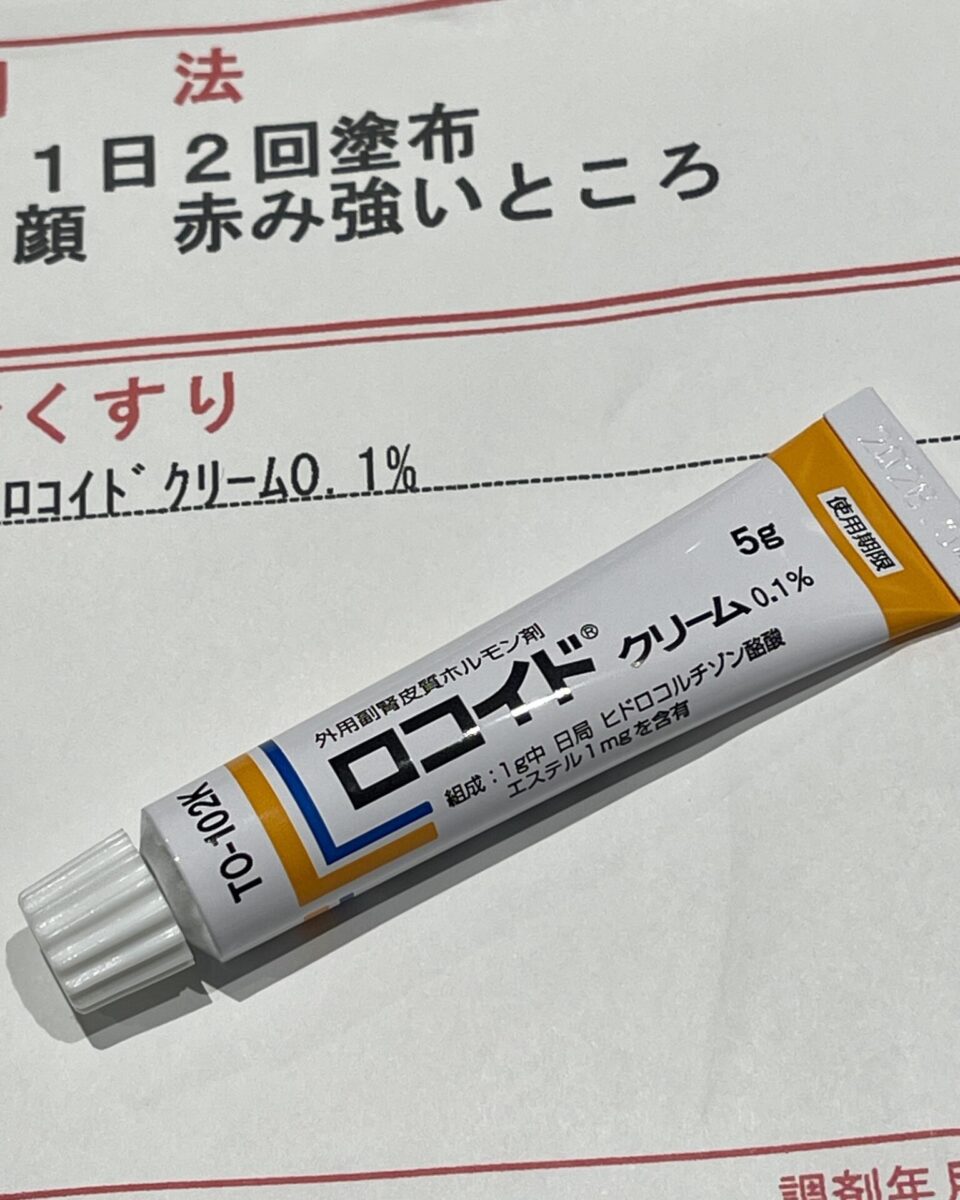 法
1日2回塗布
顔 赤み強いところ
くすり
ロコイドクリーム0.1%
使用期限
5g
外用副腎皮質ホルモン剤
ロコイド® クリーム0.1%
組成:1g中 日局 ヒドロコルチゾン酪酸
エステル1mgを含有
TO-102K
調剤年月